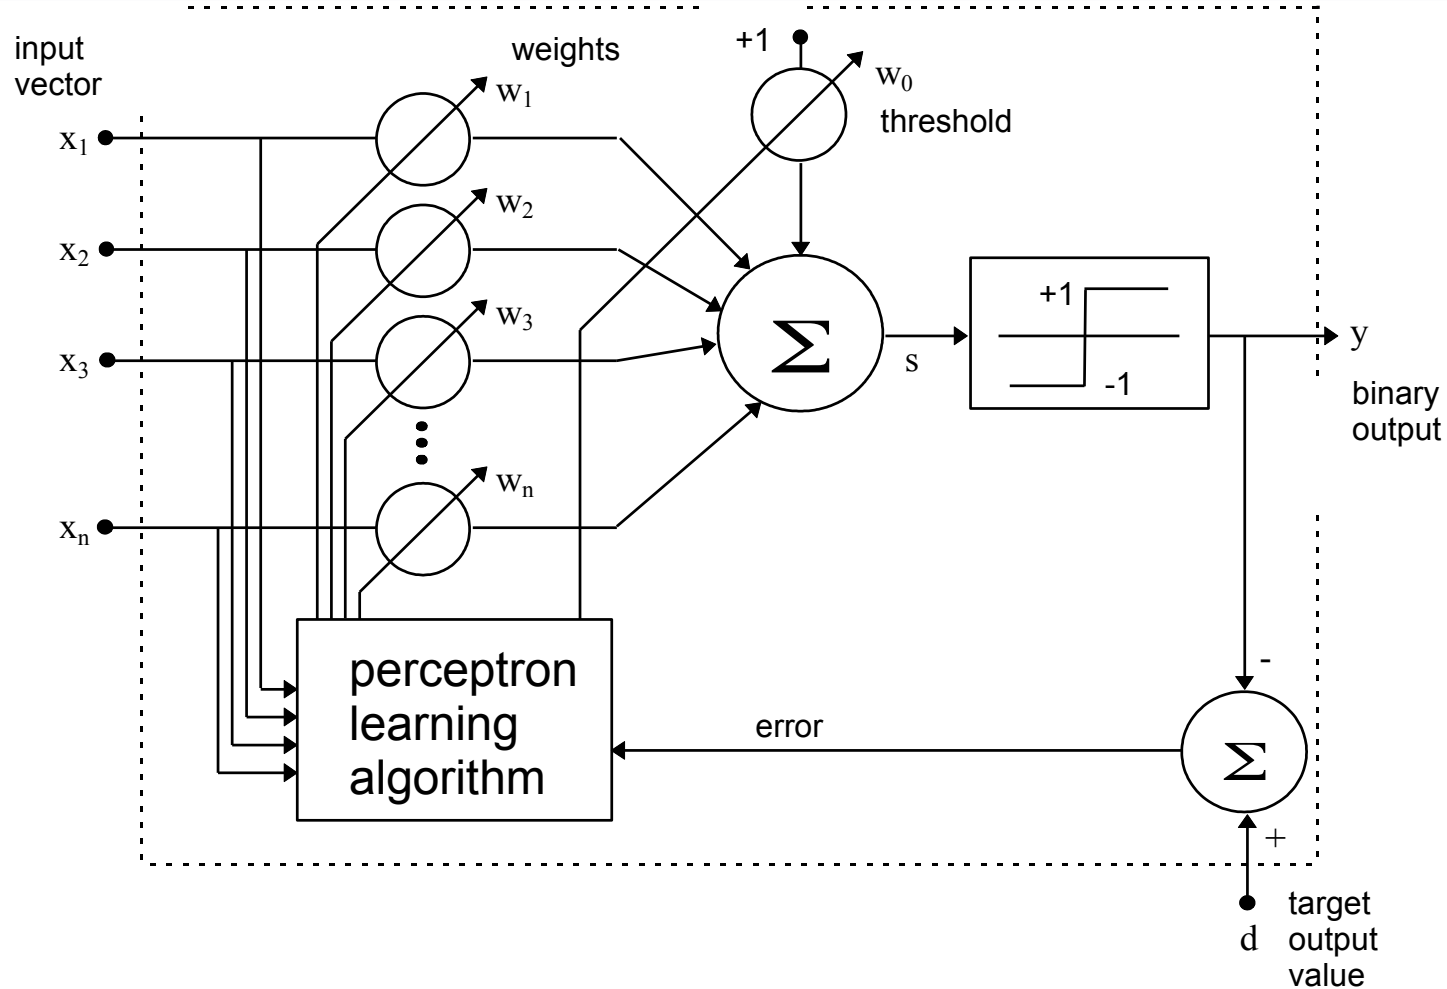 input
vector
weights
+1
w0
threshold
x1
w1
x2
w2
x3
w3
xn
wn
Σ
s
+1
-1
y
binary
output
perceptron
learning
algorithm
error
-
Σ
+
d
target
output
value